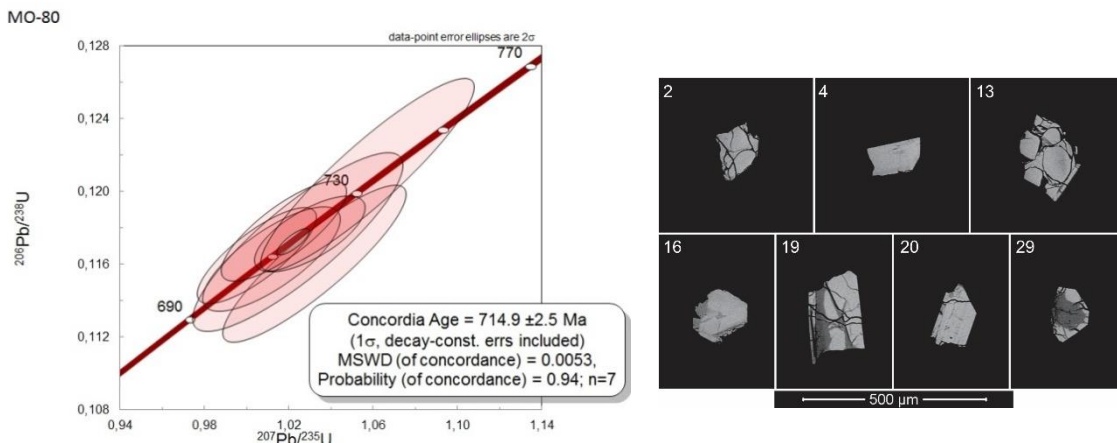 MO-80
data-point error ellipses are 2σ
0,128
0,124
0,120
0,116
0,112
0,108
206Pb/238U
770
730
690
Concordia Age = 714.9 ±2.5 Ma
(1σ, decay-const. errs included)
MSWD (of concordance) = 0.0053,
Probability (of concordance) = 0.94; n=7
0,94
0,98
1,02
1,06
1,10
1,14
207Pb/235U
2
4
13
16
19
20
29
500 µm